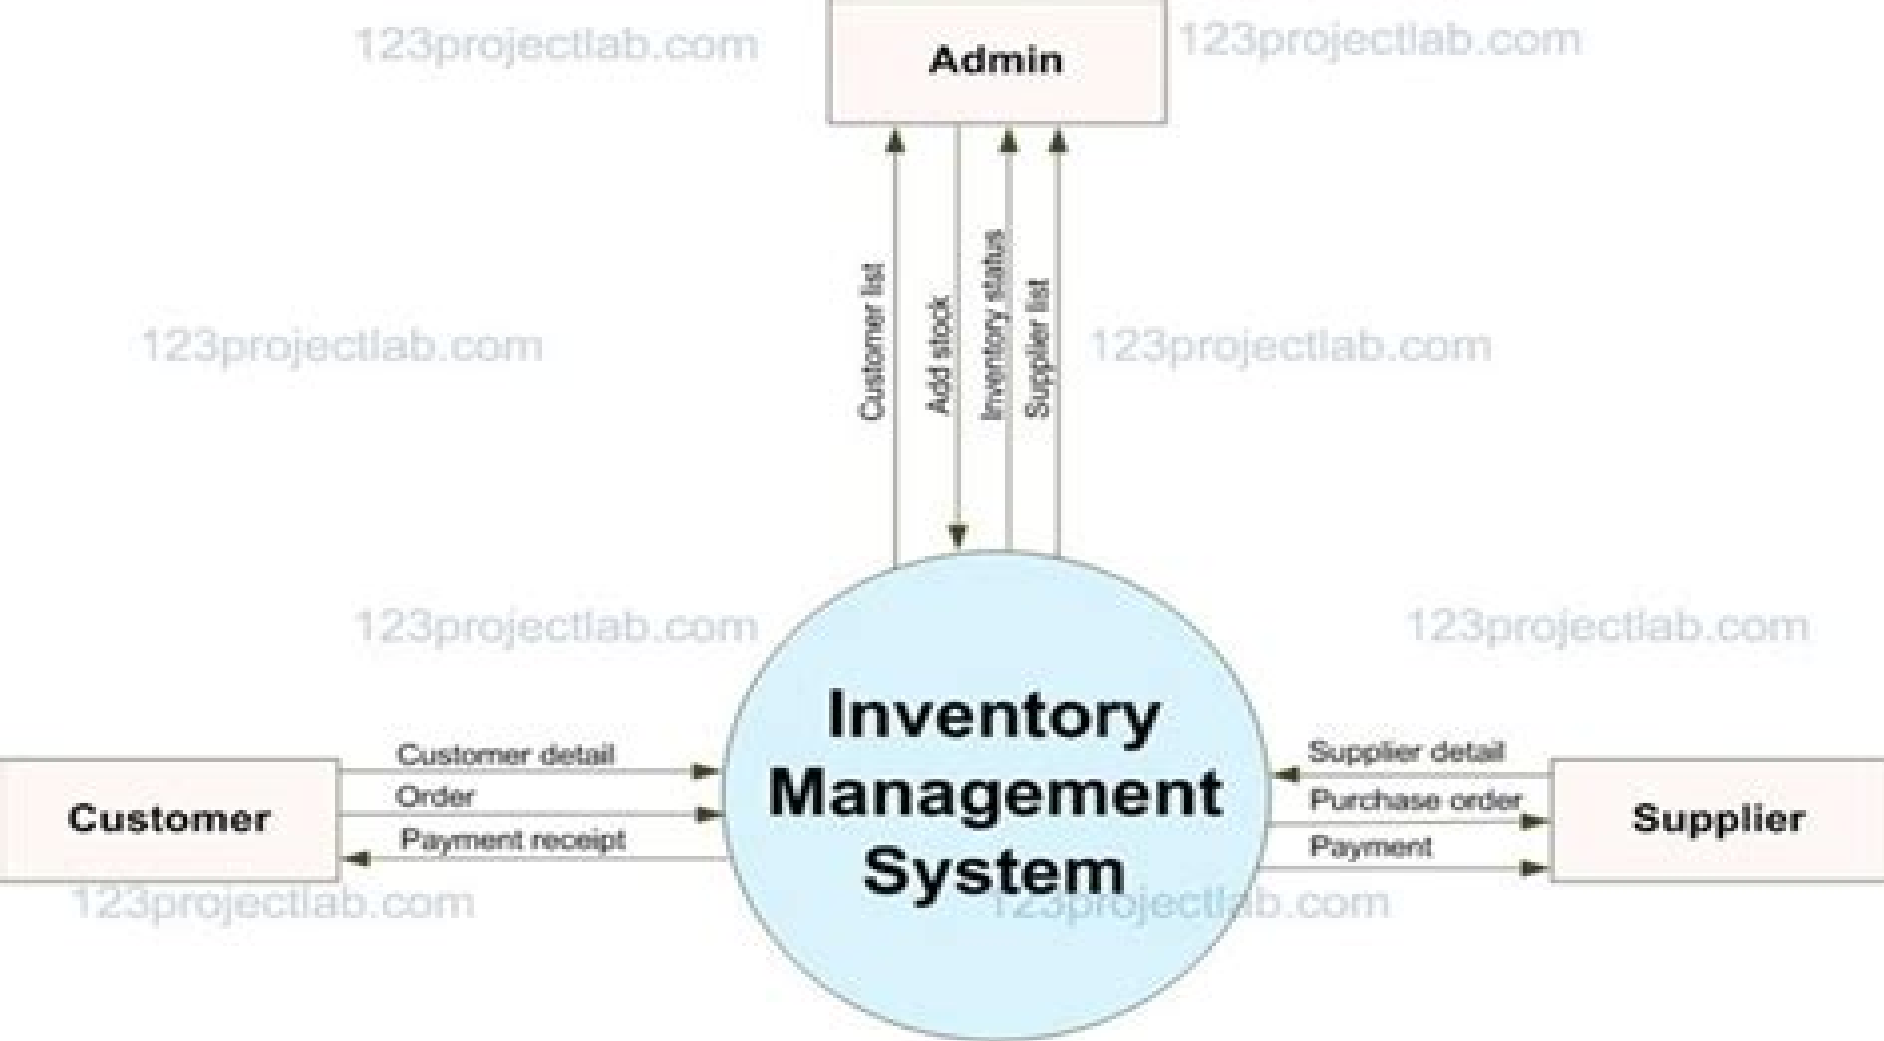 123projectlab.com
Admin
123projectlab.com
Customer list
Add stock
Inventory status
Supplier list
123projectlab.com
123projectlab.com
123projectlab.com
123projectlab.com
Inventory
Management
System
Customer detail
Order
Payment receipt
Customer
Supplier detail
Purchase order
Payment
Supplier
123projectlab.com
123projectlab.com